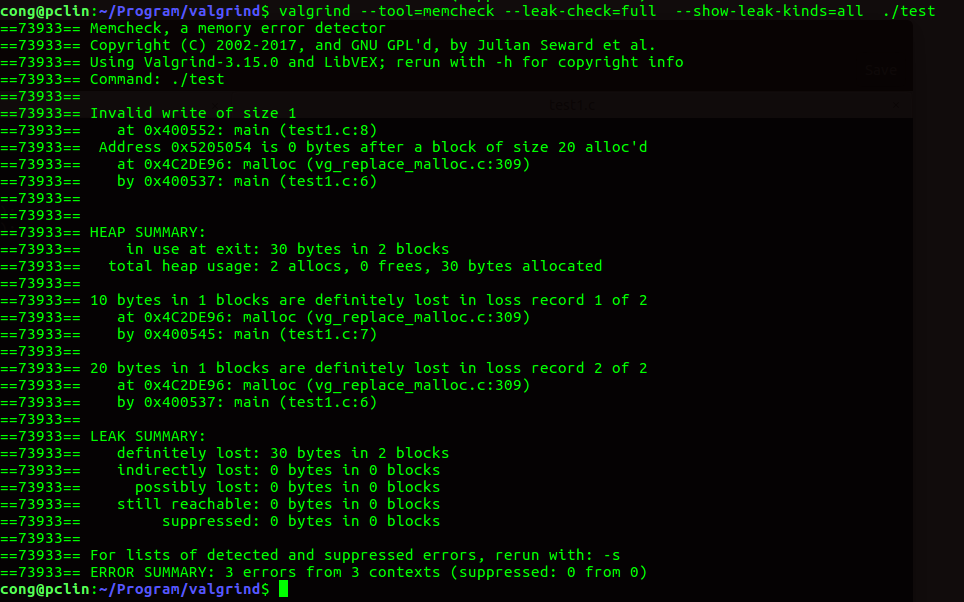 cong@pclin:~/Program/valgrind$ valgrind --tool=memcheck --leak-check=full  --show-leak-kinds=all  ./test
==73933== Memcheck, a memory error detector
==73933== Copyright (C) 2002-2017, and GNU GPL'd, by Julian Seward et al.
==73933== Using Valgrind-3.15.0 and LibVEX; rerun with -h for copyright info
==73933== Command: ./test
==73933==
==73933== Invalid write of size 1
==73933==    at 0x400552: main (test1.c:8)
==73933==  Address 0x5205054 is 0 bytes after a block of size 20 alloc'd
==73933==    at 0x4C2DE96: malloc (vg_replace_malloc.c:309)
==73933==    by 0x400537: main (test1.c:6)
==73933==
==73933==
==73933== HEAP SUMMARY:
==73933==     in use at exit: 30 bytes in 2 blocks
==73933==   total heap usage: 2 allocs, 0 frees, 30 bytes allocated
==73933==
==73933== 10 bytes in 1 blocks are definitely lost in loss record 1 of 2
==73933==    at 0x4C2DE96: malloc (vg_replace_malloc.c:309)
==73933==    by 0x400545: main (test1.c:7)
==73933==
==73933== 20 bytes in 1 blocks are definitely lost in loss record 2 of 2
==73933==    at 0x4C2DE96: malloc (vg_replace_malloc.c:309)
==73933==    by 0x400537: main (test1.c:6)
==73933==
==73933== LEAK SUMMARY:
==73933==    definitely lost: 30 bytes in 2 blocks
==73933==    indirectly lost: 0 bytes in 0 blocks
==73933==      possibly lost: 0 bytes in 0 blocks
==73933==    still reachable: 0 bytes in 0 blocks
==73933==         suppressed: 0 bytes in 0 blocks
==73933==
==73933== For lists of detected and suppressed errors, rerun with: -s
==73933== ERROR SUMMARY: 3 errors from 3 contexts (suppressed: 0 from 0)
cong@pclin:~/Program/valgrind$
Save